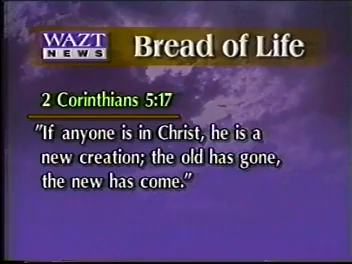 WAZT
NEWS
Bread of Life
2 Corinthians 5:17
"If anyone is in Christ, he is a
new creation; the old has gone,
the new has come."